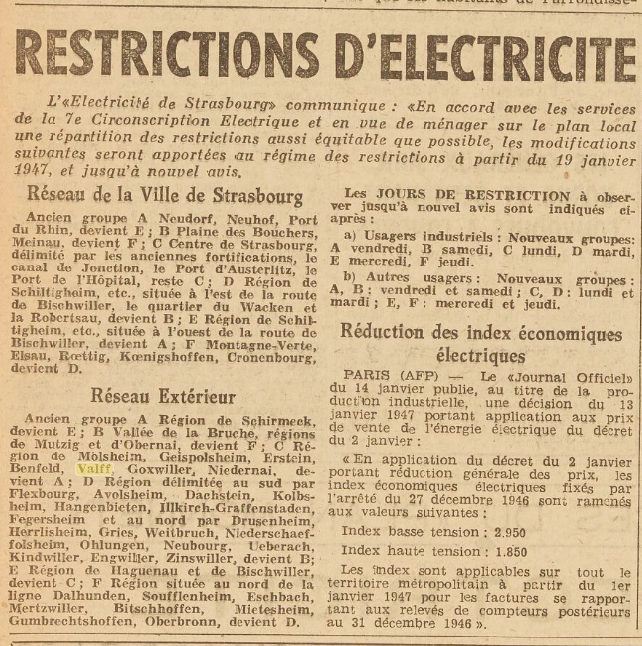 RESTRICTIONS D'ELECTRICITE
L'«Electricité de Strasbourg» communique : «En accord avec les services
de la 7e Circonscription Electrique et en vue de ménager sur le plan local
une répartition des restrictions aussi équitable que possible, les modifications
suivantes seront apportées au régime des restrictions à partir du 19 janvier
1947, et jusqu'à nouvel avis.
Réseau de la Ville de Strasbourg
Ancien groupe A Neudorf, Neuhof, Port
du Rhin, devient E ; B Plaine des Bouchers,
Meinau, devient F ; C Centre de Strasbourg,
délimité par les anciennes fortifications, le
canal de Jonction, le Port d'Austerlitz, le
Port de l'Hôpital, reste C ; D Région de
Schiltigheim, etc., située à l'est de la route
de Bischwiller, le quartier du Wacken et
la Robertsau, devient B ; E Région de Schil-
tigheim, etc., située à l'ouest de la route de
Bischwiller, devient A ; F Montagne-Verte,
Elsau, Rœttig, Kœnigshoffen, Cronenbourg,
devient D.
Réseau Extérieur
Ancien groupe A Région de Schirmeck,
devient E ; B Vallée de la Bruche, régions
de Mutzig et d'Obernai, devient F ; C Ré-
gion de Molsheim, Geispolsheim, Erstein,
Benfeld, Valff, Goxwiller, Niedernai, de-
vient A ; D Région délimitée au sud par
Flexbourg, Avolsheim, Dachstein, Kolbs-
heim, Hangenbieten, Illkirch-Graffenstaden,
Fegersheim et au nord par Drusenheim,
Herrlisheim, Gries, Weitbruch, Niederschaef-
folsheim, Ohlungen, Neubourg, Ueberach,
Kindwiller, Engwiller, Zinswiller, devient B;
E Région de Haguenau et de Bischwiller,
devient C ; F Région située au nord de la
ligne Dalhunden, Soufflenheim, Eschbach,
Mertzwiller, Bitschhoffen, Mietesheim,
Gumbrechtshoffen, Oberbronn, devient D.
Les JOURS DE RESTRICTION à obser-
ver jusqu'à nouvel avis sont indiqués ci-
après :
a) Usagers industriels : Nouveaux groupes:
A vendredi, B samedi, C lundi, D mardi,
E mercredi, F jeudi.
b) Autres usagers : Nouveaux groupes :
A, B : vendredi et samedi ; C, D : lundi et
mardi ; E, F : mercredi et jeudi.
Réduction des index économiques
électriques
PARIS (AFP) — Le «Journal Officiel»
du 14 janvier publie, au titre de la pro-
duction industrielle, une décision du 13
janvier 1947 portant application aux prix
de vente de l'énergie électrique du décret
du 2 janvier :
« En application du décret du 2 janvier
portant réduction générale des prix, les
index économiques électriques fixés par
l'arrêté du 27 décembre 1946 sont ramenés
aux valeurs suivantes :
Index basse tension : 2.950
Index haute tension : 1.850
Les index sont applicables sur tout le
territoire métropolitain à partir du 1er
janvier 1947 pour les factures se rappor-
tant aux relevés de compteurs postérieurs
au 31 décembre 1946 ».